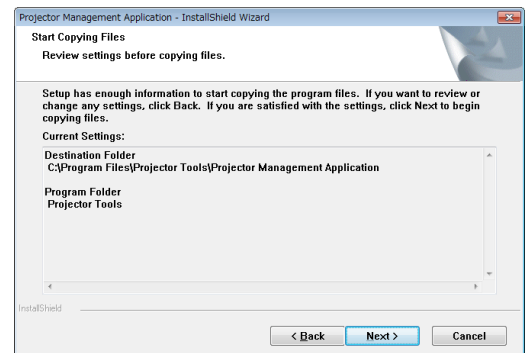 Projector Management Application - InstallShield Wizard
Start Copying Files
Review settings before copying files.
Setup has enough information to start copying the program files. If you want to review or
change any settings, click Back. If you are satisfied with the settings, click Next to begin
copying files.
Current Settings:
Destination Folder
C:\Program Files\Projector Tools\Projector Management Application
Program Folder
Projector Tools
InstallShield
< Back
Next >
Cancel